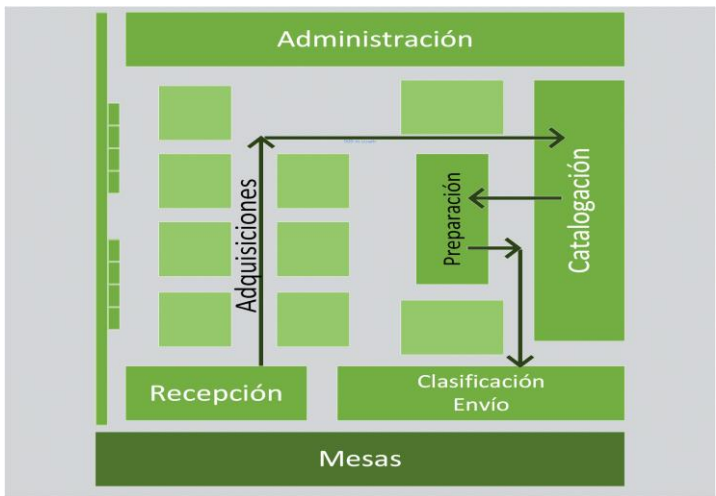 Administración
Adquisiciones
Preparación
Catalogación
Recepción
Clasificación
Envío
Mesas